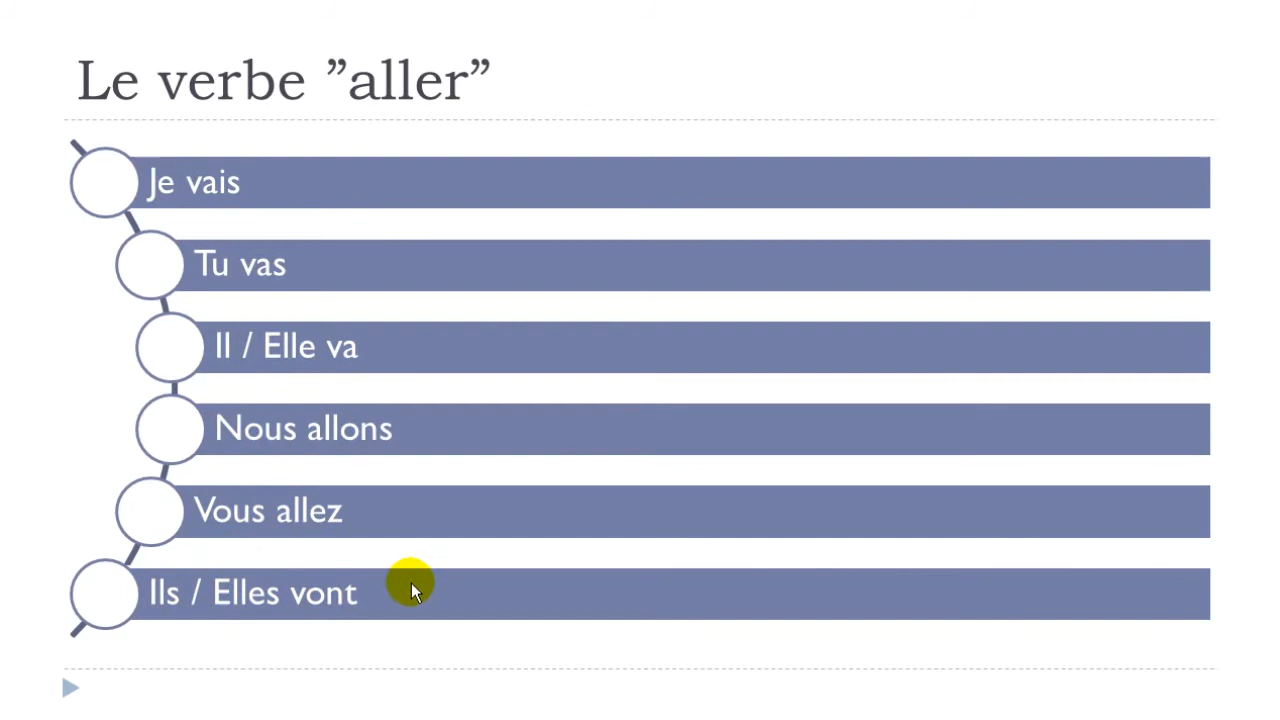 Le verbe ”aller”
Je vais
Tu vas
Il / Elle va
Nous allons
Vous allez
Ils / Elles vont